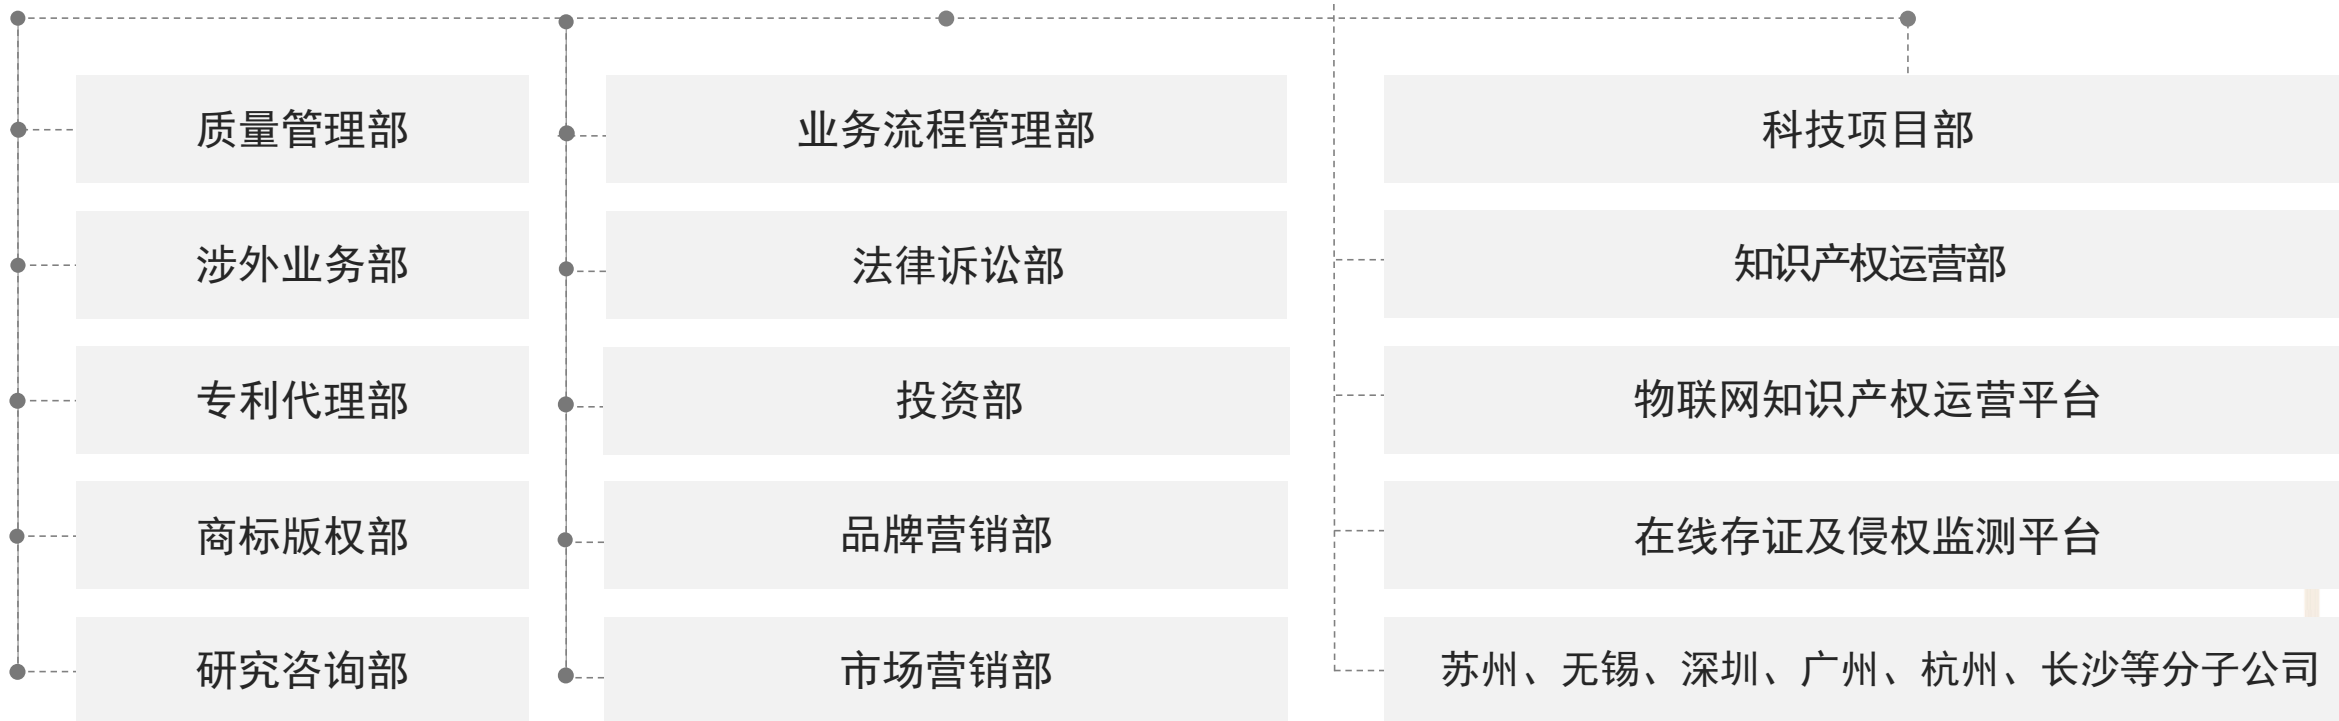 质量管理部
业务流程管理部
科技项目部
涉外业务部
法律诉讼部
知识产权运营部
专利代理部
投资部
物联网知识产权运营平台
商标版权部
品牌营销部
在线存证及侵权监测平台
研究咨询部
市场营销部
苏州、无锡、深圳、广州、杭州、长沙等分子公司